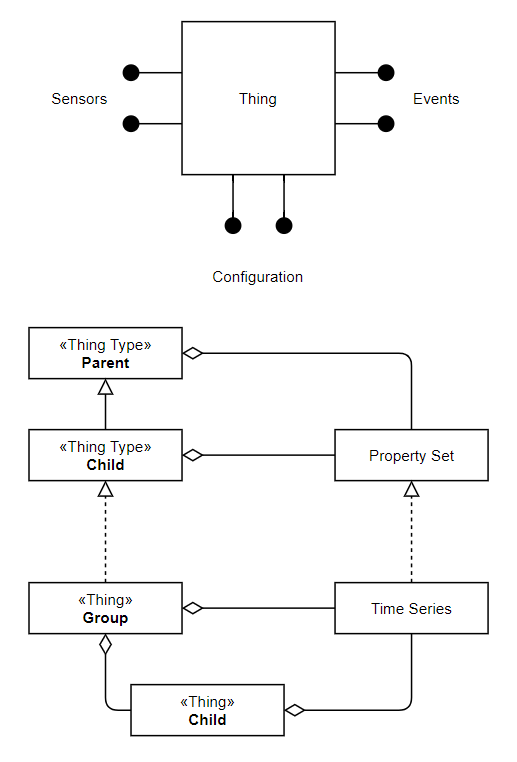 Sensors
Thing
Events
Configuration
«Thing Type»
Parent
«Thing Type»
Child
Property Set
«Thing»
Group
Time Series
«Thing»
Child